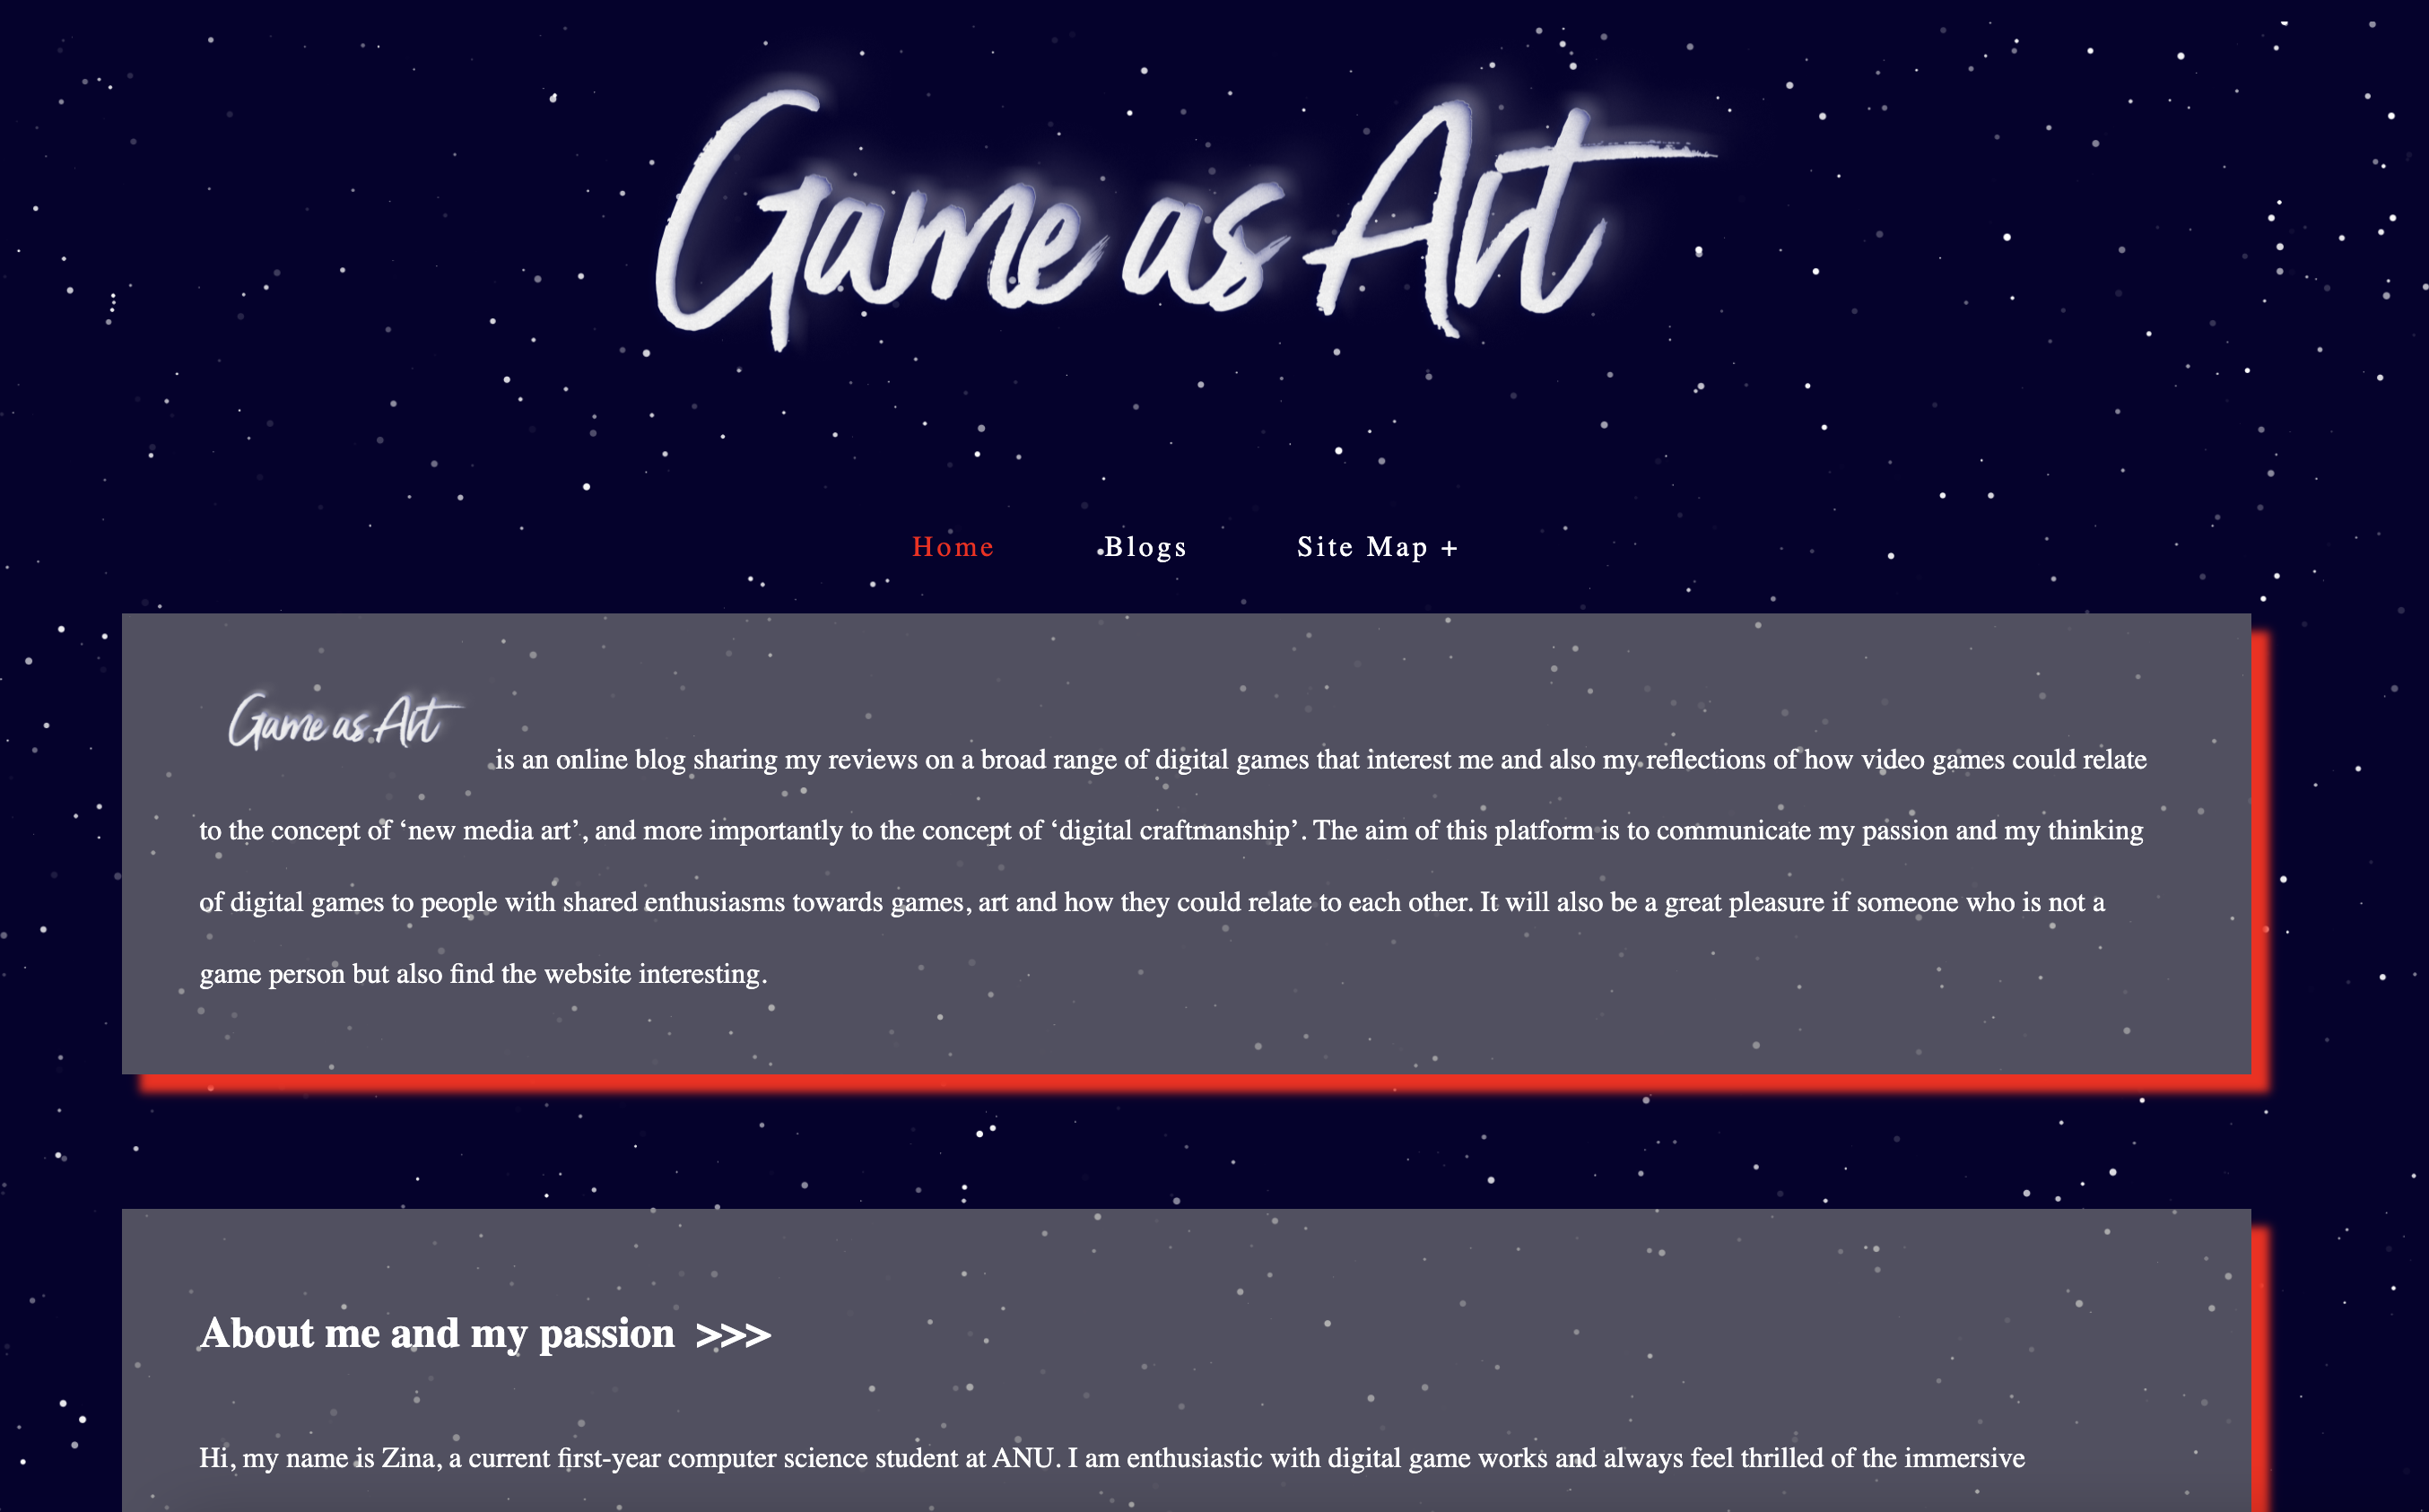 Game as Art
Home Blogs Site Map +
Game as Art is an online blog sharing my reviews on a broad range of digital games that interest me and also my reflections of how video games could relate
to the concept of ‘new media art’, and more importantly to the concept of ‘digital craftmanship’. The aim of this platform is to communicate my passion and my thinking
of digital games to people with shared enthusiasms towards games, art and how they could relate to each other. It will also be a great pleasure if someone who is not a
game person but also find the website interesting.
About me and my passion >>>
Hi, my name is Zina, a current first-year computer science student at ANU. I am enthusiastic with digital game works and always feel thrilled of the immersive